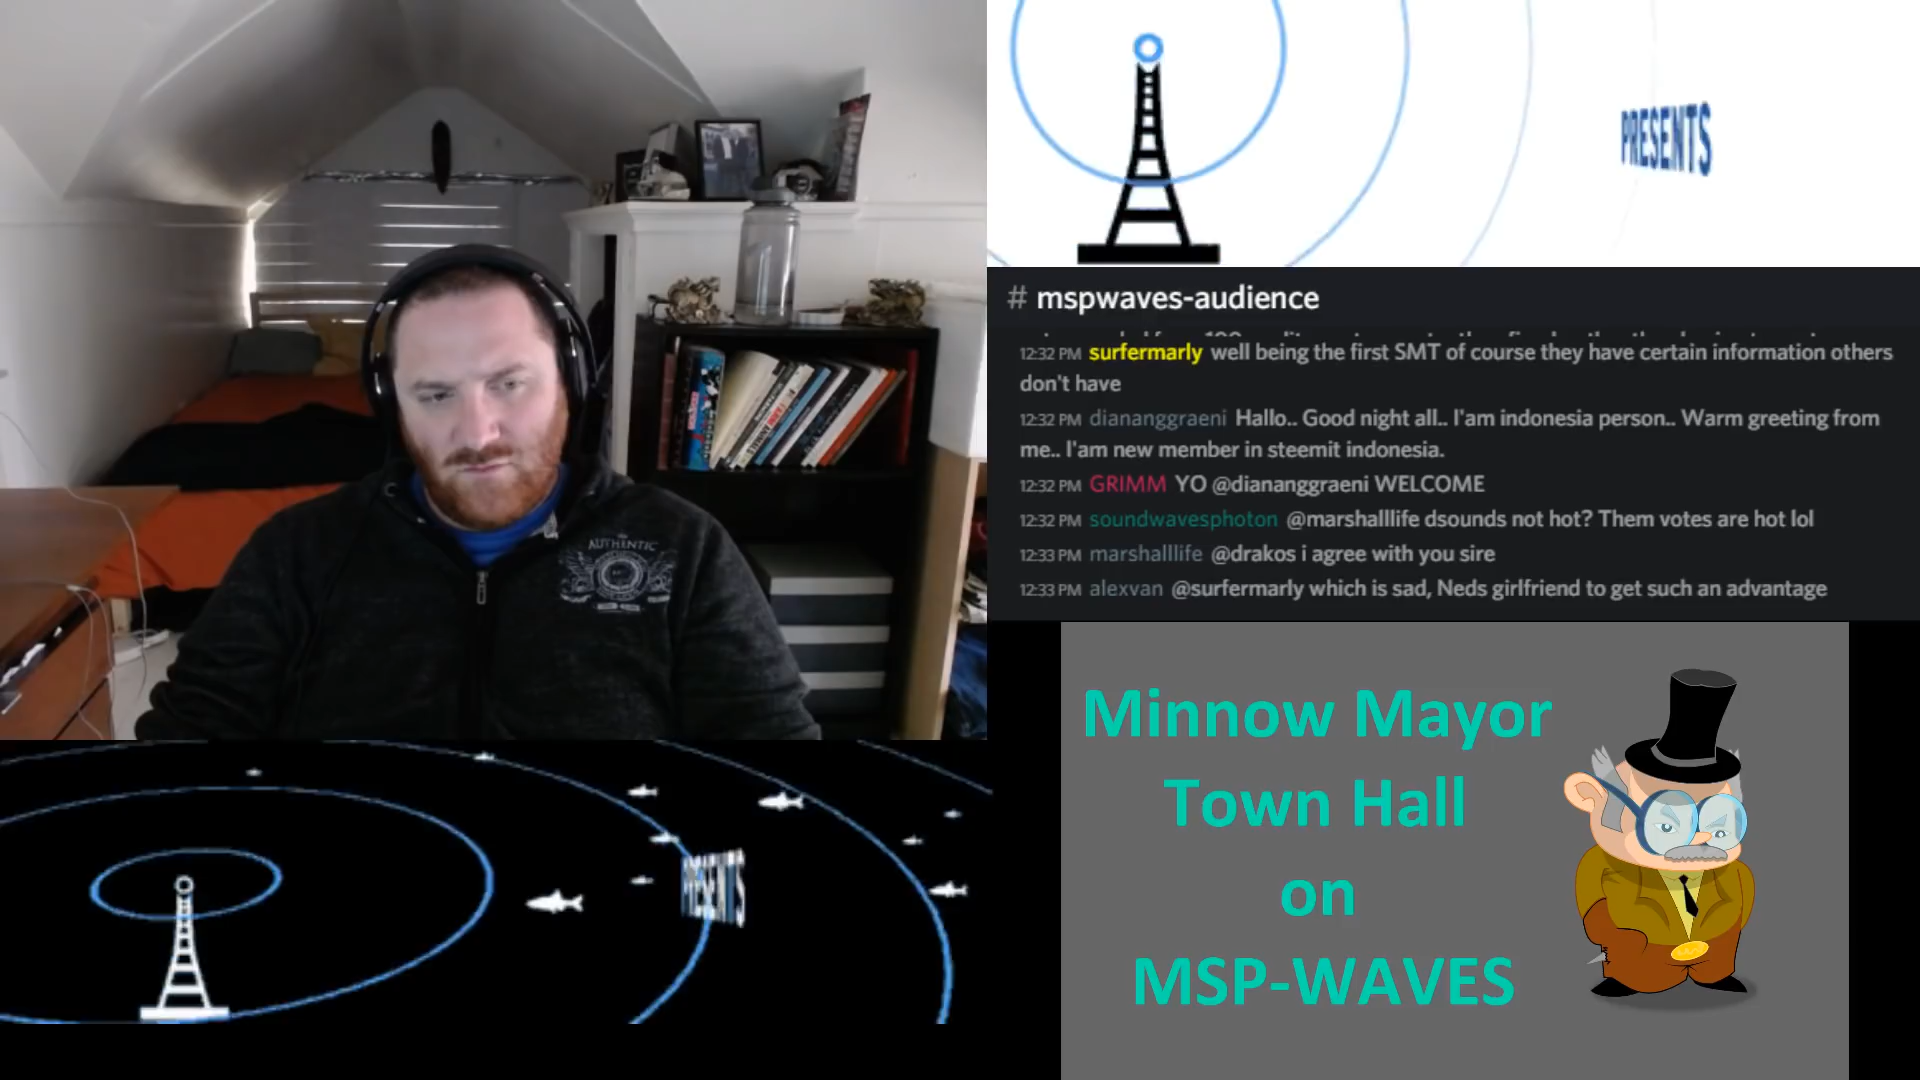 PRESENTS
# mspwaves-audience
12:32 PM surfermarly well being the first SMT of course they have certain information others
don't have
12:32 PM diananggraeni Hallo.. Good night all.. I'am indonesia person.. Warm greeting from
me.. I'am new member in steemit indonesia.
12:32 PM GRIMM YO @diananggraeni WELCOME
12:32 PM soundwavesphoton @marshalllife dsounds not hot? Them votes are hot lol
12:33 PM marshalllife @drakos i agree with you sire
12:33 PM alexvan @surfermarly which is sad, Neds girlfriend to get such an advantage
AUTHENTIC
PRESENTS
Minnow Mayor
Town Hall
on
MSP-WAVES